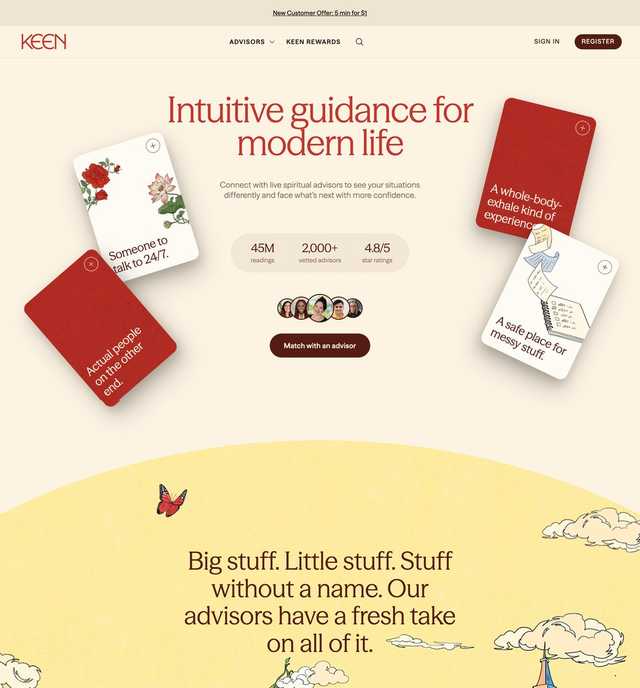 New Customer Offer: 5 min for $1
KEEN
ADVISORS
KEEN REWARDS
SIGN IN
REGISTER
Intuitive guidance for
modern life
Connect with live spiritual advisors to see your situations
differently and face what's next with more confidence.
45M
readings
2,000+
vetted advisors
4.8/5
star ratings
Match with an advisor
Someone to
talk to 24/7.
Actual people
on the other
end.
A whole-body-
exhale kind of
experienc
A safe place for
messy stuff.
Big stuff. Little stuff. Stuff
without a name. Our
advisors have a fresh take
on all of it.